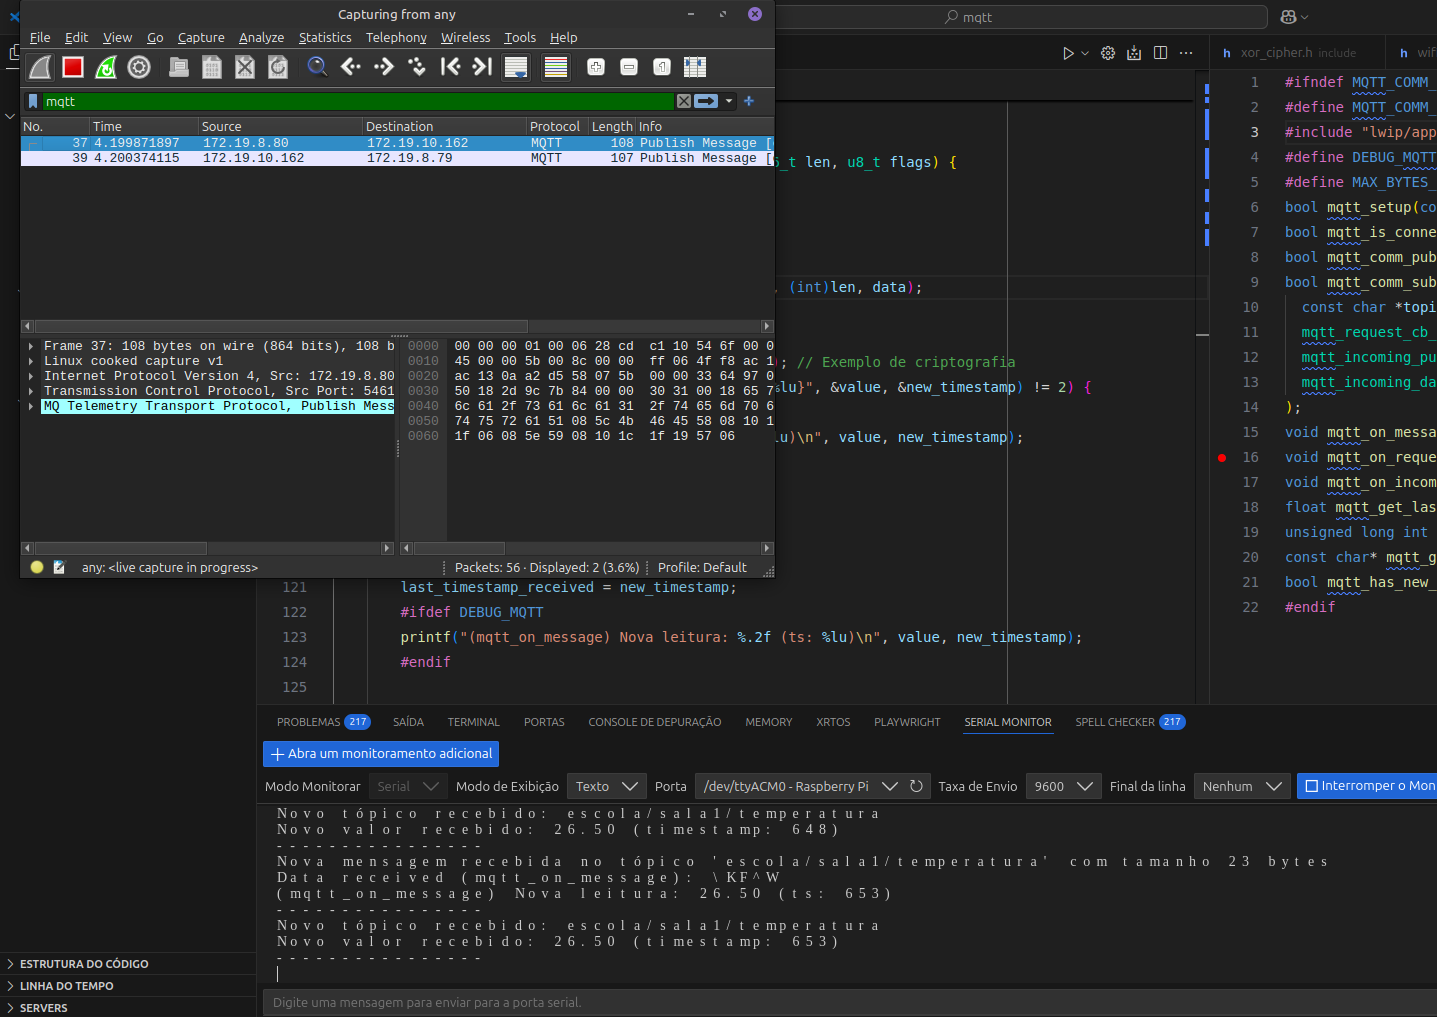 Capturing from any
File Edit View Go Capture Analyze Statistics Telephony Wireless Tools Help
mqtt
No. Time Source Destination Protocol Length Info
37 4.199871897 172.19.8.80 172.19.10.162 MQTT 108 Publish Message [
39 4.200374115 172.19.10.162 172.19.8.79 MQTT 107 Publish Message [
Frame 37: 108 bytes on wire (864 bits), 108 b
Linux cooked capture v1
Internet Protocol Version 4, Src: 172.19.8.80
Transmission Control Protocol, Src Port: 5461
MQ Telemetry Transport Protocol, Publish Mess
0000 00 00 00 01 00 06 28 cd c1 10 54 6f 00 0
0010 45 00 00 5b 00 8c 00 00 ff 06 4f f8 ac 1
0020 ac 13 0a a2 d5 58 07 5b 00 00 33 64 97 0
0030 50 18 2d 9c 7b 84 00 00 30 31 00 18 65 7
0040 6c 61 2f 73 61 6c 61 31 2f 74 65 6d 70 6
0050 74 75 72 61 51 08 5c 4b 46 45 58 08 10 1
0060 1f 06 08 5e 59 08 10 1c 1f 19 57 06
any: <live capture in progress>
Packets: 56 · Displayed: 2 (3.6%)
Profile: Default
mqtt
_t len, u8_t flags) {
, (int)len, data);
); // Exemplo de criptografia
%lu}", &value, &new_timestamp) != 2) {
lu)\n", value, new_timestamp);
121 last_timestamp_received = new_timestamp;
122 #ifdef DEBUG_MQTT
123 printf("(mqtt_on_message) Nova leitura: %.2f (ts: %lu)\n", value, new_timestamp);
124 #endif
125
xor_cipher.h include
wif
1 #ifndef MQTT_COMM_
2 #define MQTT_COMM_
3 #include "lwip/app
4 #define DEBUG_MQTT
5 #define MAX_BYTES_
6 bool mqtt_setup(co
7 bool mqtt_is_conne
8 bool mqtt_comm_pub
9 bool mqtt_comm_sub
10 const char *topi
11 mqtt_request_cb_
12 mqtt_incoming_pu
13 mqtt_incoming_da
14 );
15 void mqtt_on_messa
16 void mqtt_on_reque
17 void mqtt_on_incom
18 float mqtt_get_las
19 unsigned long int
20 const char* mqtt_g
21 bool mqtt_has_new_
22 #endif
PROBLEMAS 217 SAÍDA TERMINAL PORTAS CONSOLE DE DEPURAÇÃO MEMORY XRTOS PLAYWRIGHT SERIAL MONITOR SPELL CHECKER 217
Abra um monitoramento adicional
Modo Monitorar Serial Modo de Exibição Texto Porta /dev/ttyACM0 - Raspberry Pi Taxa de Envio 9600 Final da linha Nenhum Interromper o Mon
Novo tópico recebido: escola/sala1/temperatura
Novo valor recebido: 26.50 (timestamp: 648)
----------------
Nova mensagem recebida no tópico 'escola/sala1/temperatura' com tamanho 23 bytes
Data received (mqtt_on_message): \KF^W
(mqtt_on_message) Nova leitura: 26.50 (ts: 653)
----------------
Novo tópico recebido: escola/sala1/temperatura
Novo valor recebido: 26.50 (timestamp: 653)
----------------
Digite uma mensagem para enviar para a porta serial.
ESTRUTURA DO CÓDIGO
LINHA DO TEMPO
SERVERS